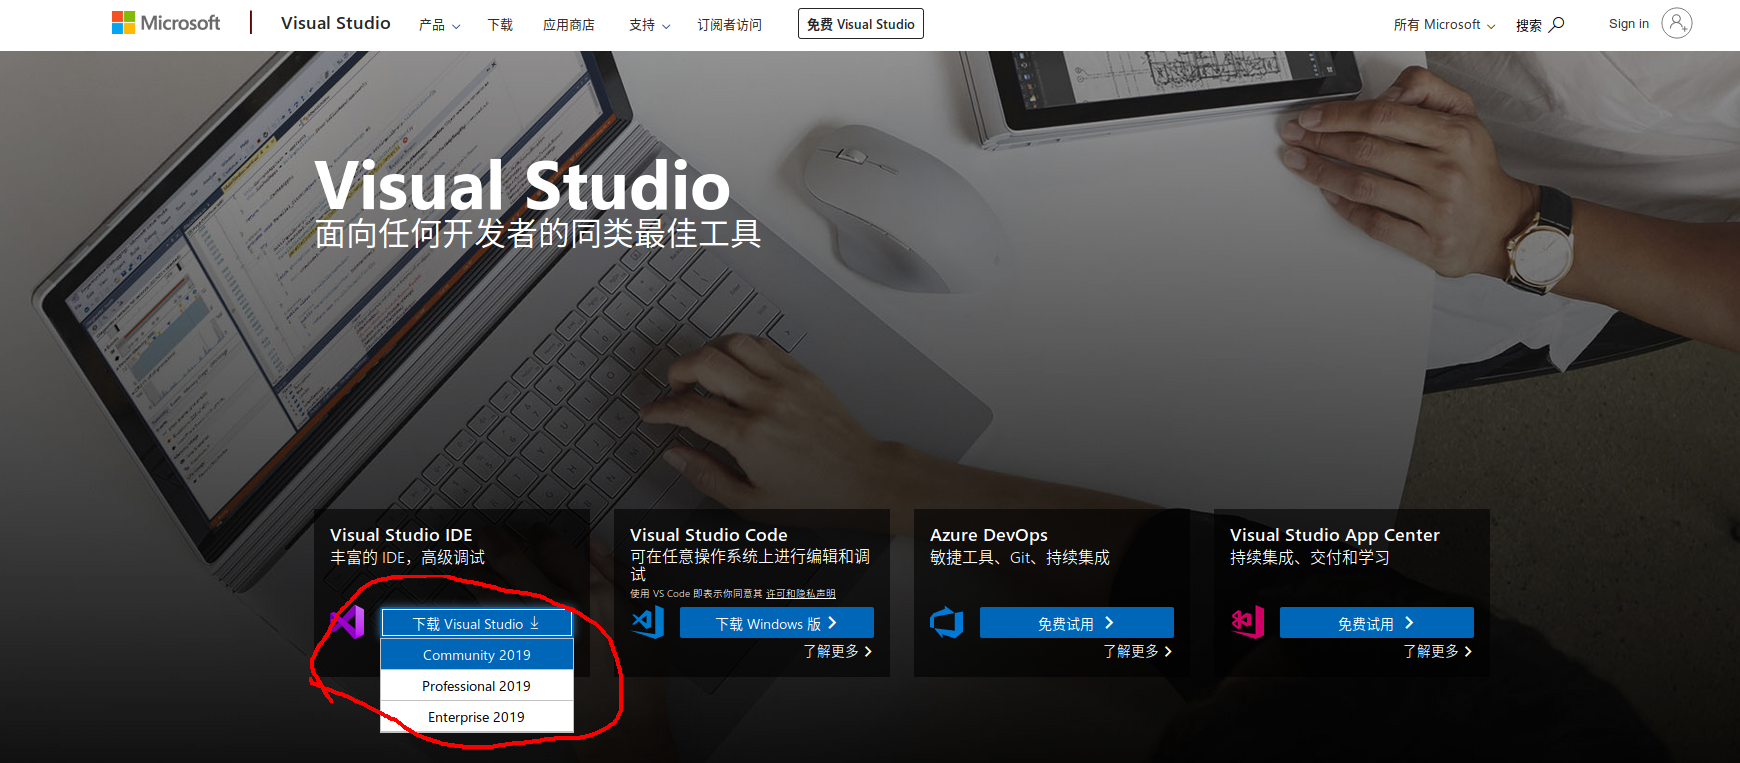 Microsoft
Visual Studio
产品
下载
应用商店
支持
订阅者访问
免费 Visual Studio
所有 Microsoft
搜索
Sign in
Visual Studio
面向任何开发者的同类最佳工具
Visual Studio IDE
丰富的 IDE，高级调试
下载 Visual Studio
Community 2019
Professional 2019
Enterprise 2019
Visual Studio Code
可在任意操作系统上进行编辑和调
试
使用 VS Code 即表示你同意其 许可和隐私声明
下载 Windows 版
了解更多
Azure DevOps
敏捷工具、Git、持续集成
免费试用
了解更多
Visual Studio App Center
持续集成、交付和学习
免费试用
了解更多